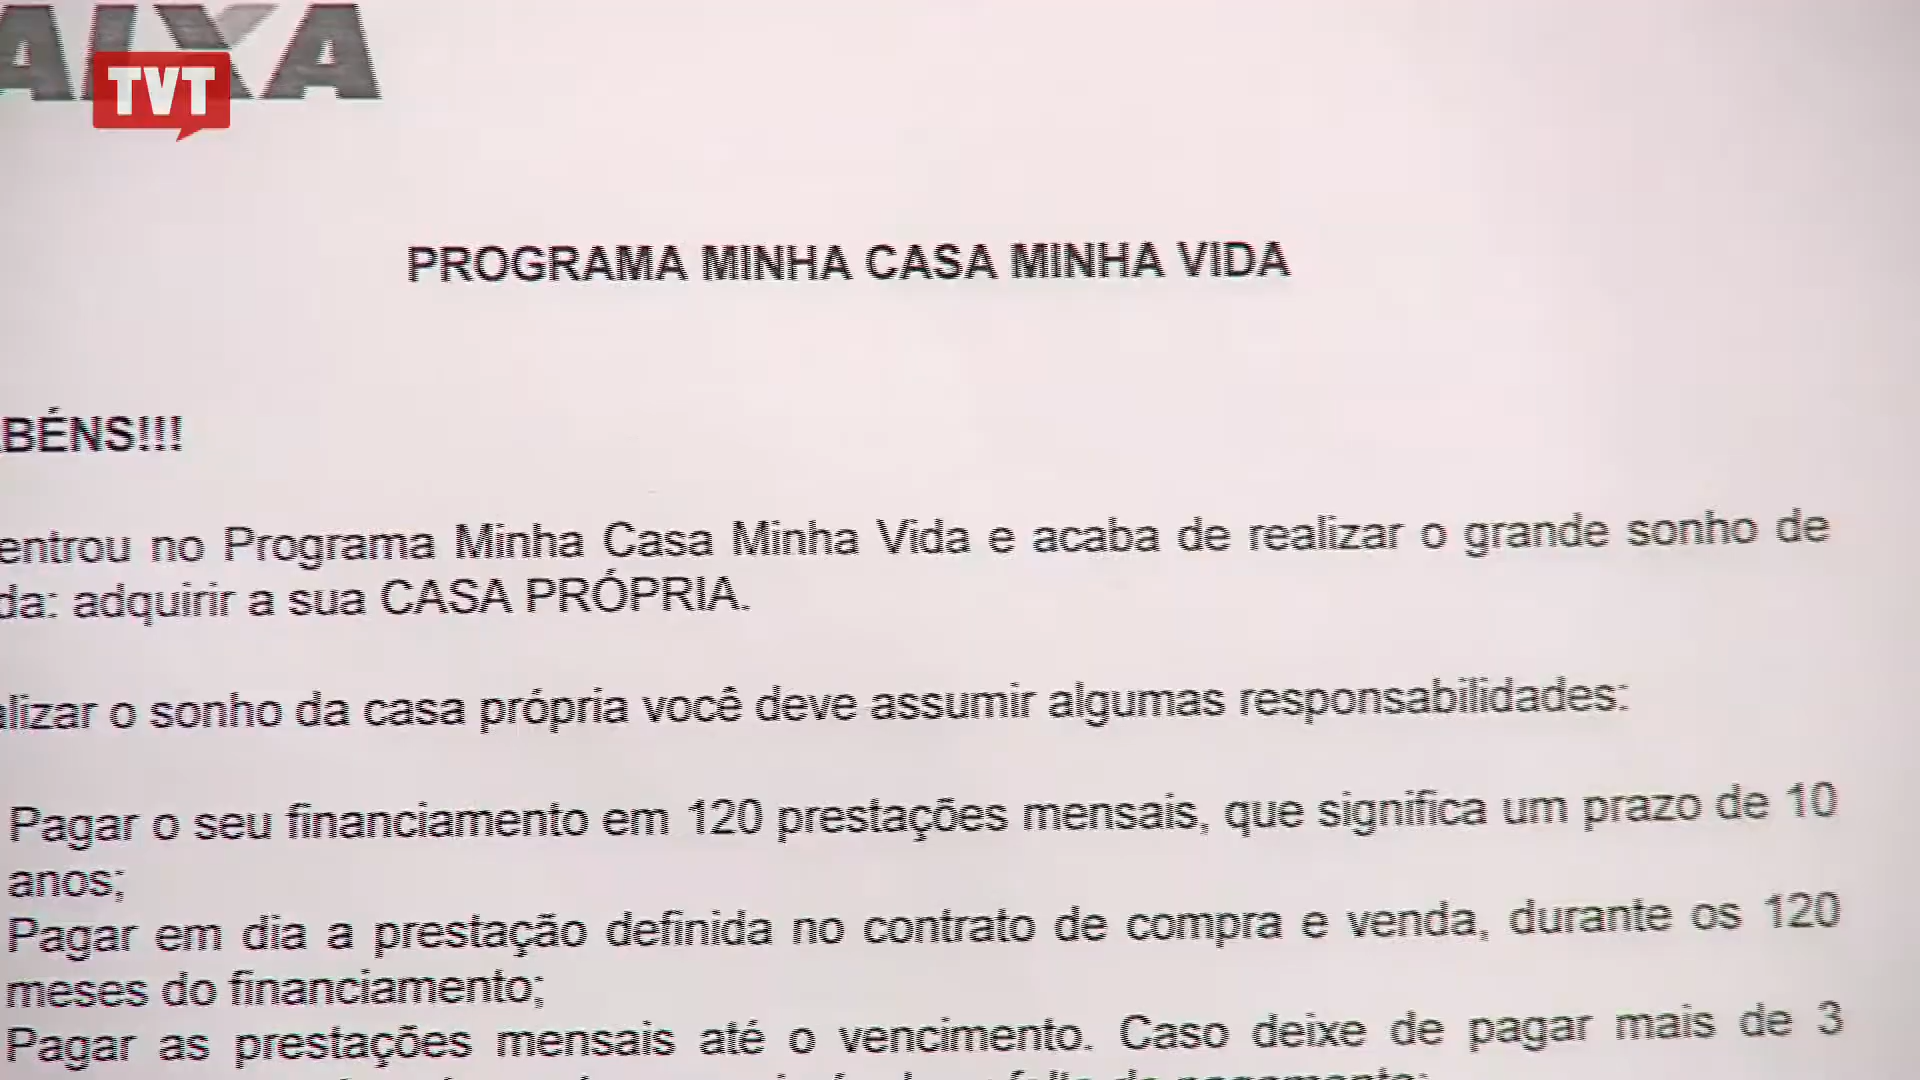 AIXA
TVT
PROGRAMA MINHA CASA MINHA VIDA
BÉNS!!!
entrou no Programa Minha Casa Minha Vida e acaba de realizar o grande sonho de
da: adquirir a sua CASA PRÓPRIA.
alizar o sonho da casa própria você deve assumir algumas responsabilidades:
Pagar o seu financiamento em 120 prestações mensais, que significa um prazo de 10
anos;
Pagar em dia a prestação definida no contrato de compra e venda, durante os 120
meses do financiamento;
Pagar as prestações mensais até o vencimento. Caso deixe de pagar mais de 3
falta de pagamento;